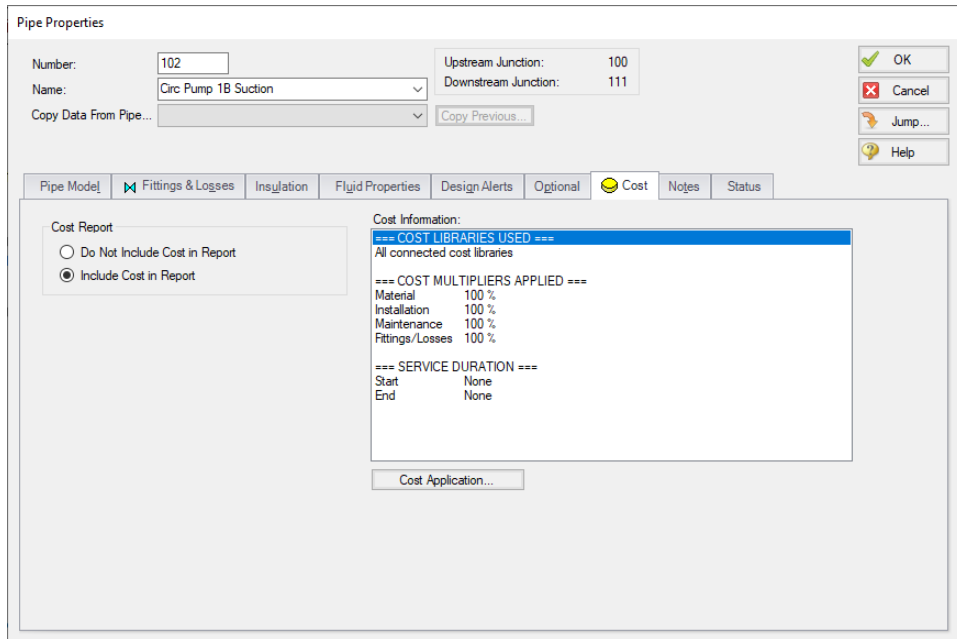 Pipe Properties
Number: 102
Name: Circ Pump 1B Suction
Copy Data From Pipe...
Copy Previous...
Upstream Junction: 100
Downstream Junction: 111
OK
Cancel
Jump...
Help
Pipe Model Fittings & Losses Insulation Fluid Properties Design Alerts Optional Cost Notes Status
Cost Report
Do Not Include Cost in Report
Include Cost in Report
Cost Information:
=== COST LIBRARIES USED ===
All connected cost libraries
=== COST MULTIPLIERS APPLIED ===
Material 100 %
Installation 100 %
Maintenance 100 %
Fittings/Losses 100 %
=== SERVICE DURATION ===
Start None
End None
Cost Application...